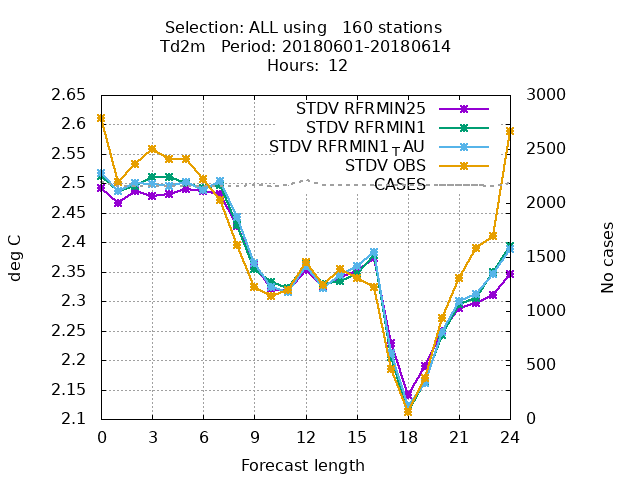 Selection: ALL using   160 stations
Td2m   Period: 20180601-20180614
Hours:  12
2.65
2.6
2.55
2.5
2.45
2.4
2.35
2.3
2.25
2.2
2.15
2.1
deg C
STDV RFRMIN25
STDV RFRMIN1
STDV RFRMIN1┬AU
STDV OBS
CASES
3000
2500
2000
1500
1000
500
0
No cases
0 3 6 9 12 15 18 21 24
Forecast length